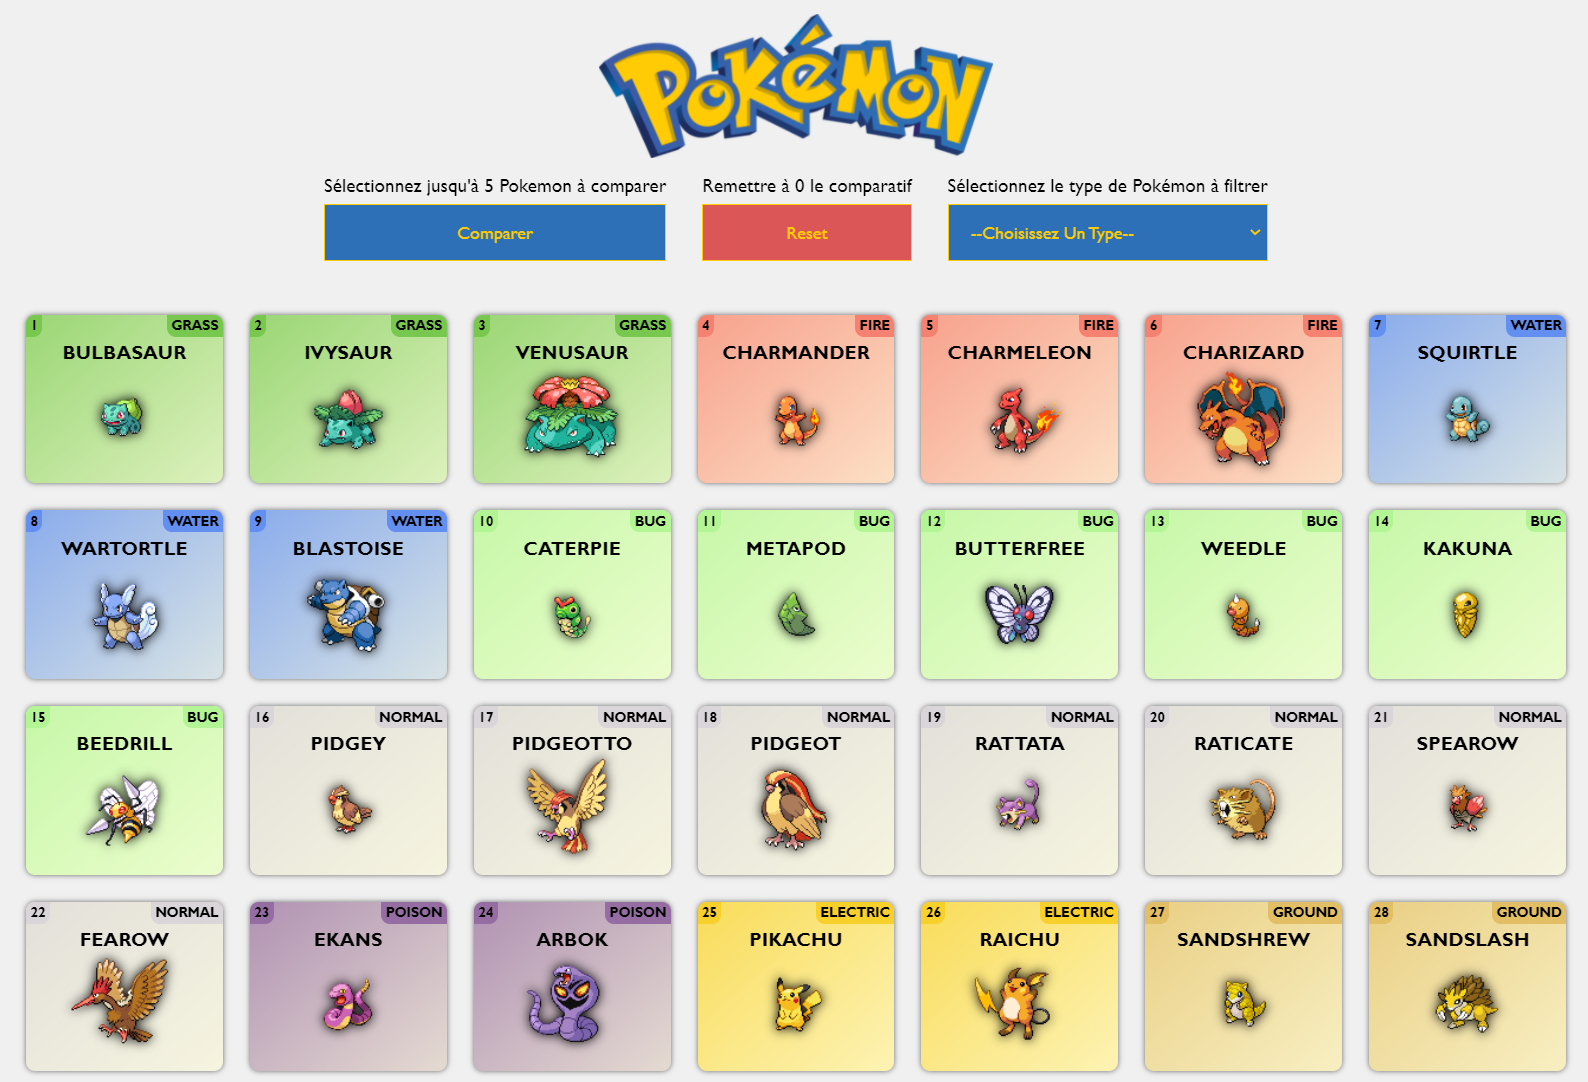 POKéMON
Sélectionnez jusqu'à 5 Pokemon à comparer
Comparer
Remettre à 0 le comparatif
Reset
Sélectionnez le type de Pokémon à filtrer
--Choisissez Un Type--
1 GRASS
BULBASAUR
2 GRASS
IVYSAUR
3 GRASS
VENUSAUR
4 FIRE
CHARMANDER
5 FIRE
CHARMELEON
6 FIRE
CHARIZARD
7 WATER
SQUIRTLE
8 WATER
WARTORTLE
9 WATER
BLASTOISE
10 BUG
CATERPIE
11 BUG
METAPOD
12 BUG
BUTTERFREE
13 BUG
WEEDLE
14 BUG
KAKUNA
15 BUG
BEEDRILL
16 NORMAL
PIDGEY
17 NORMAL
PIDGEOTTO
18 NORMAL
PIDGEOT
19 NORMAL
RATTATA
20 NORMAL
RATICATE
21 NORMAL
SPEAROW
22 NORMAL
FEAROW
23 POISON
EKANS
24 POISON
ARBOK
25 ELECTRIC
PIKACHU
26 ELECTRIC
RAICHU
27 GROUND
SANDSHREW
28 GROUND
SANDSLASH